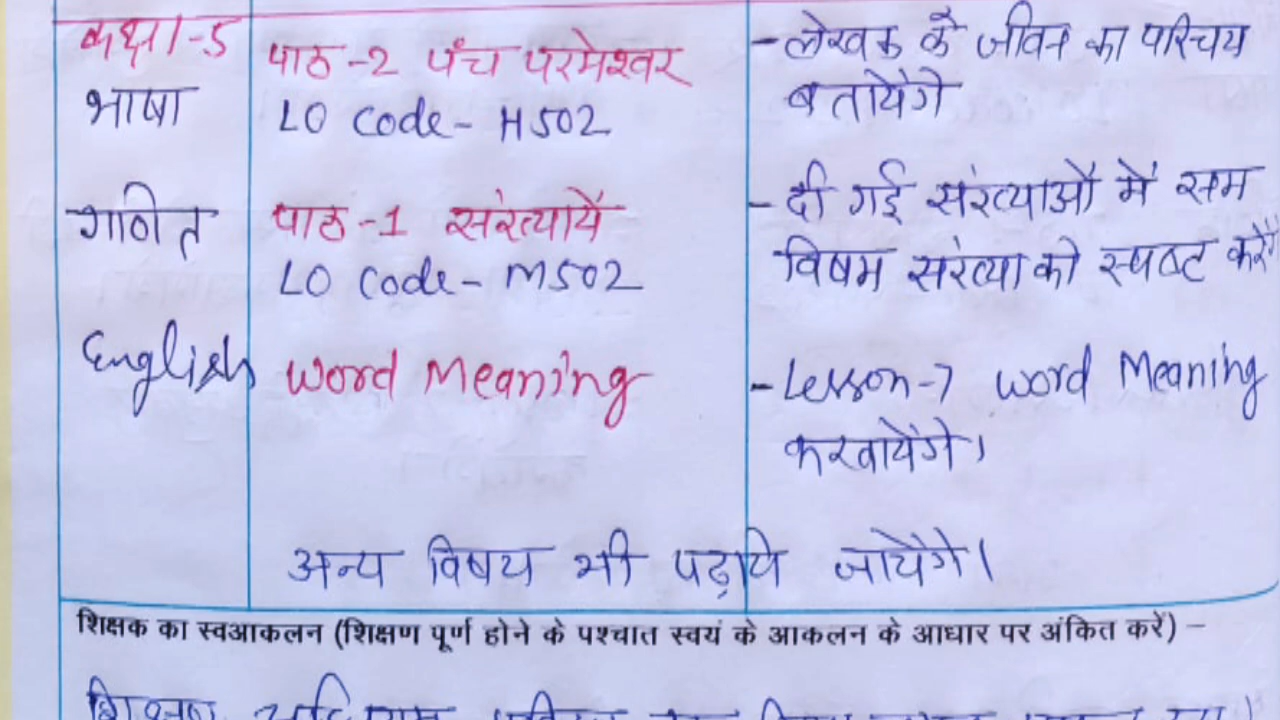 कक्षा-5
भाषा
पाठ-2 पँच परमेश्वर
LO Code- H502
-लेखक के जीवन का परिचय
बतायेंगे
गणित
पाठ-1 संख्यायें
LO Code- M502
-दी गई संख्याओं में सम
विषम संख्या को स्पष्ट करेंगे
English
Word Meaning
-Lesson-7 word Meaning
करवायेंगे।
अन्य विषय भी पढ़ाये जायेंगे।
शिक्षक का स्वआकलन (शिक्षण पूर्ण होने के पश्चात स्वयं के आकलन के आधार पर अंकित करें) –
शिक्षण